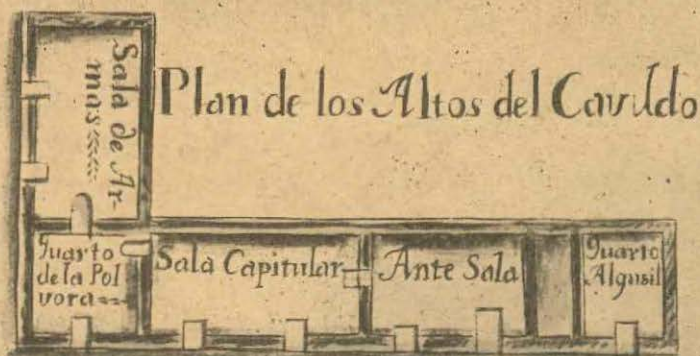 Plan de los Altos del Cavildo
Sala de Ar-
mas
Quarto
de la Pol
vora
Sala Capitular
Ante Sala
Quarto
Algusil